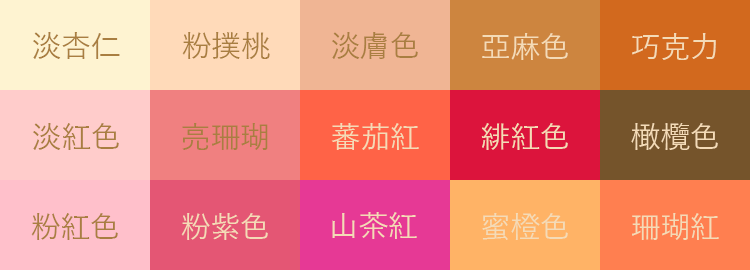 淡杏仁 粉撲桃 淡膚色 亞麻色 巧克力
淡紅色 亮珊瑚 蕃茄紅 緋紅色 橄欖色
粉紅色 粉紫色 山茶紅 蜜橙色 珊瑚紅